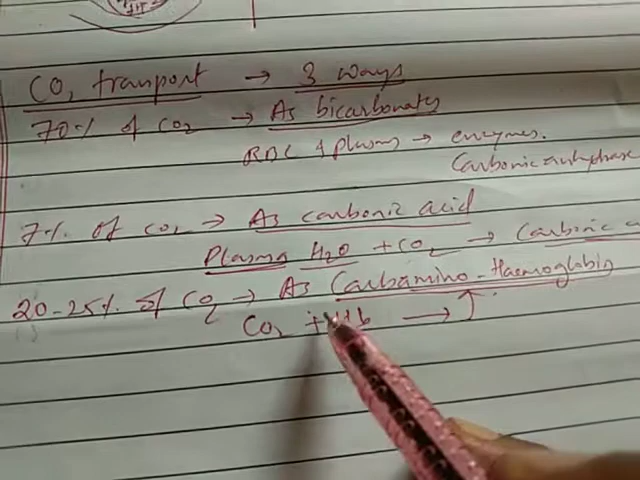 CO₂ transport → 3 ways
70% of CO₂ → As bicarbonates
RBC & plasma → enzymes.
Carbonic anhydrase
7% of CO₂ → As carbonic acid
Plasma H₂O + CO₂ → Carbonic a
20-25% of CO₂ → As Carbamino-Haemoglobin
CO₂ + Hb → ↑